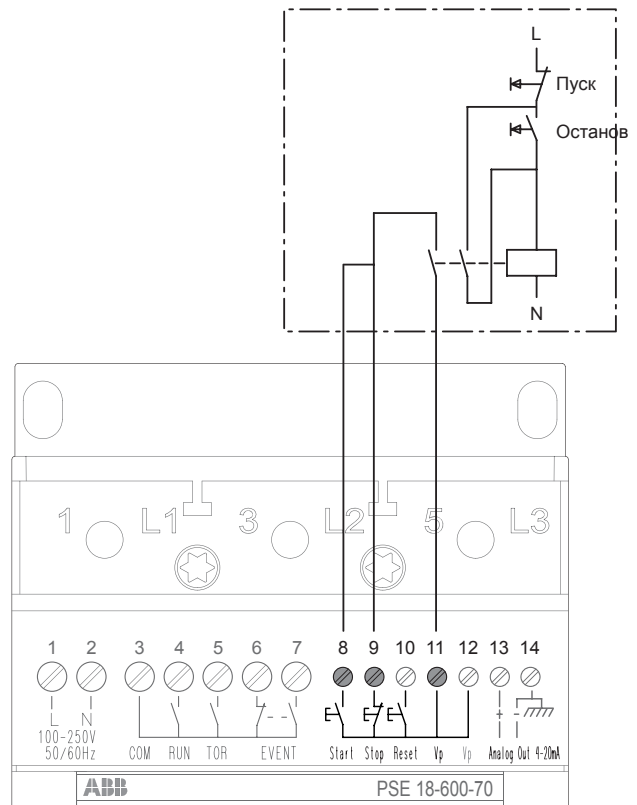 L
Пуск
Останов
N
1 L1 3 L2 5 L3
1 2 3 4 5 6 7 8 9 10 11 12 13 14
L N
100-250V
50/60Hz
COM RUN TOR EVENT Start Stop Reset Vp Vp Analog Out 4-20mA
+ -
ABB PSE 18-600-70